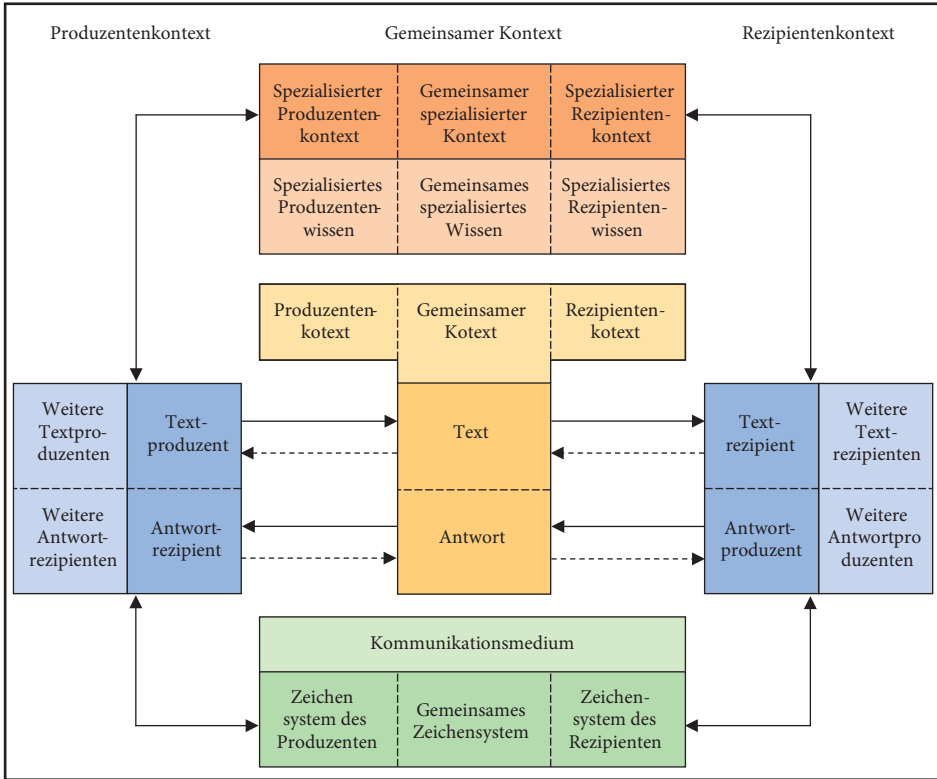 Produzentenkontext
Gemeinsamer Kontext
Rezipientenkontext
Spezialisierter
Produzenten-
kontext
Gemeinsamer
spezialisierter
Kontext
Spezialisierter
Rezipienten-
kontext
Spezialisiertes
Produzenten-
wissen
Gemeinsames
spezialisiertes
Wissen
Spezialisiertes
Rezipienten-
wissen
Produzenten-
kotext
Gemeinsamer
Kotext
Rezipienten-
kotext
Weitere
Textpro-
duzenten
Text-
produzent
Text
Text-
rezipient
Weitere
Text-
rezipienten
Weitere
Antwort-
rezipienten
Antwort-
rezipient
Antwort
Antwort-
produzent
Weitere
Antwortpro
duzenten
Kommunikationsmedium
Zeichen
system des
Produzenten
Gemeinsames
Zeichensystem
Zeichen-
system des
Rezipienten